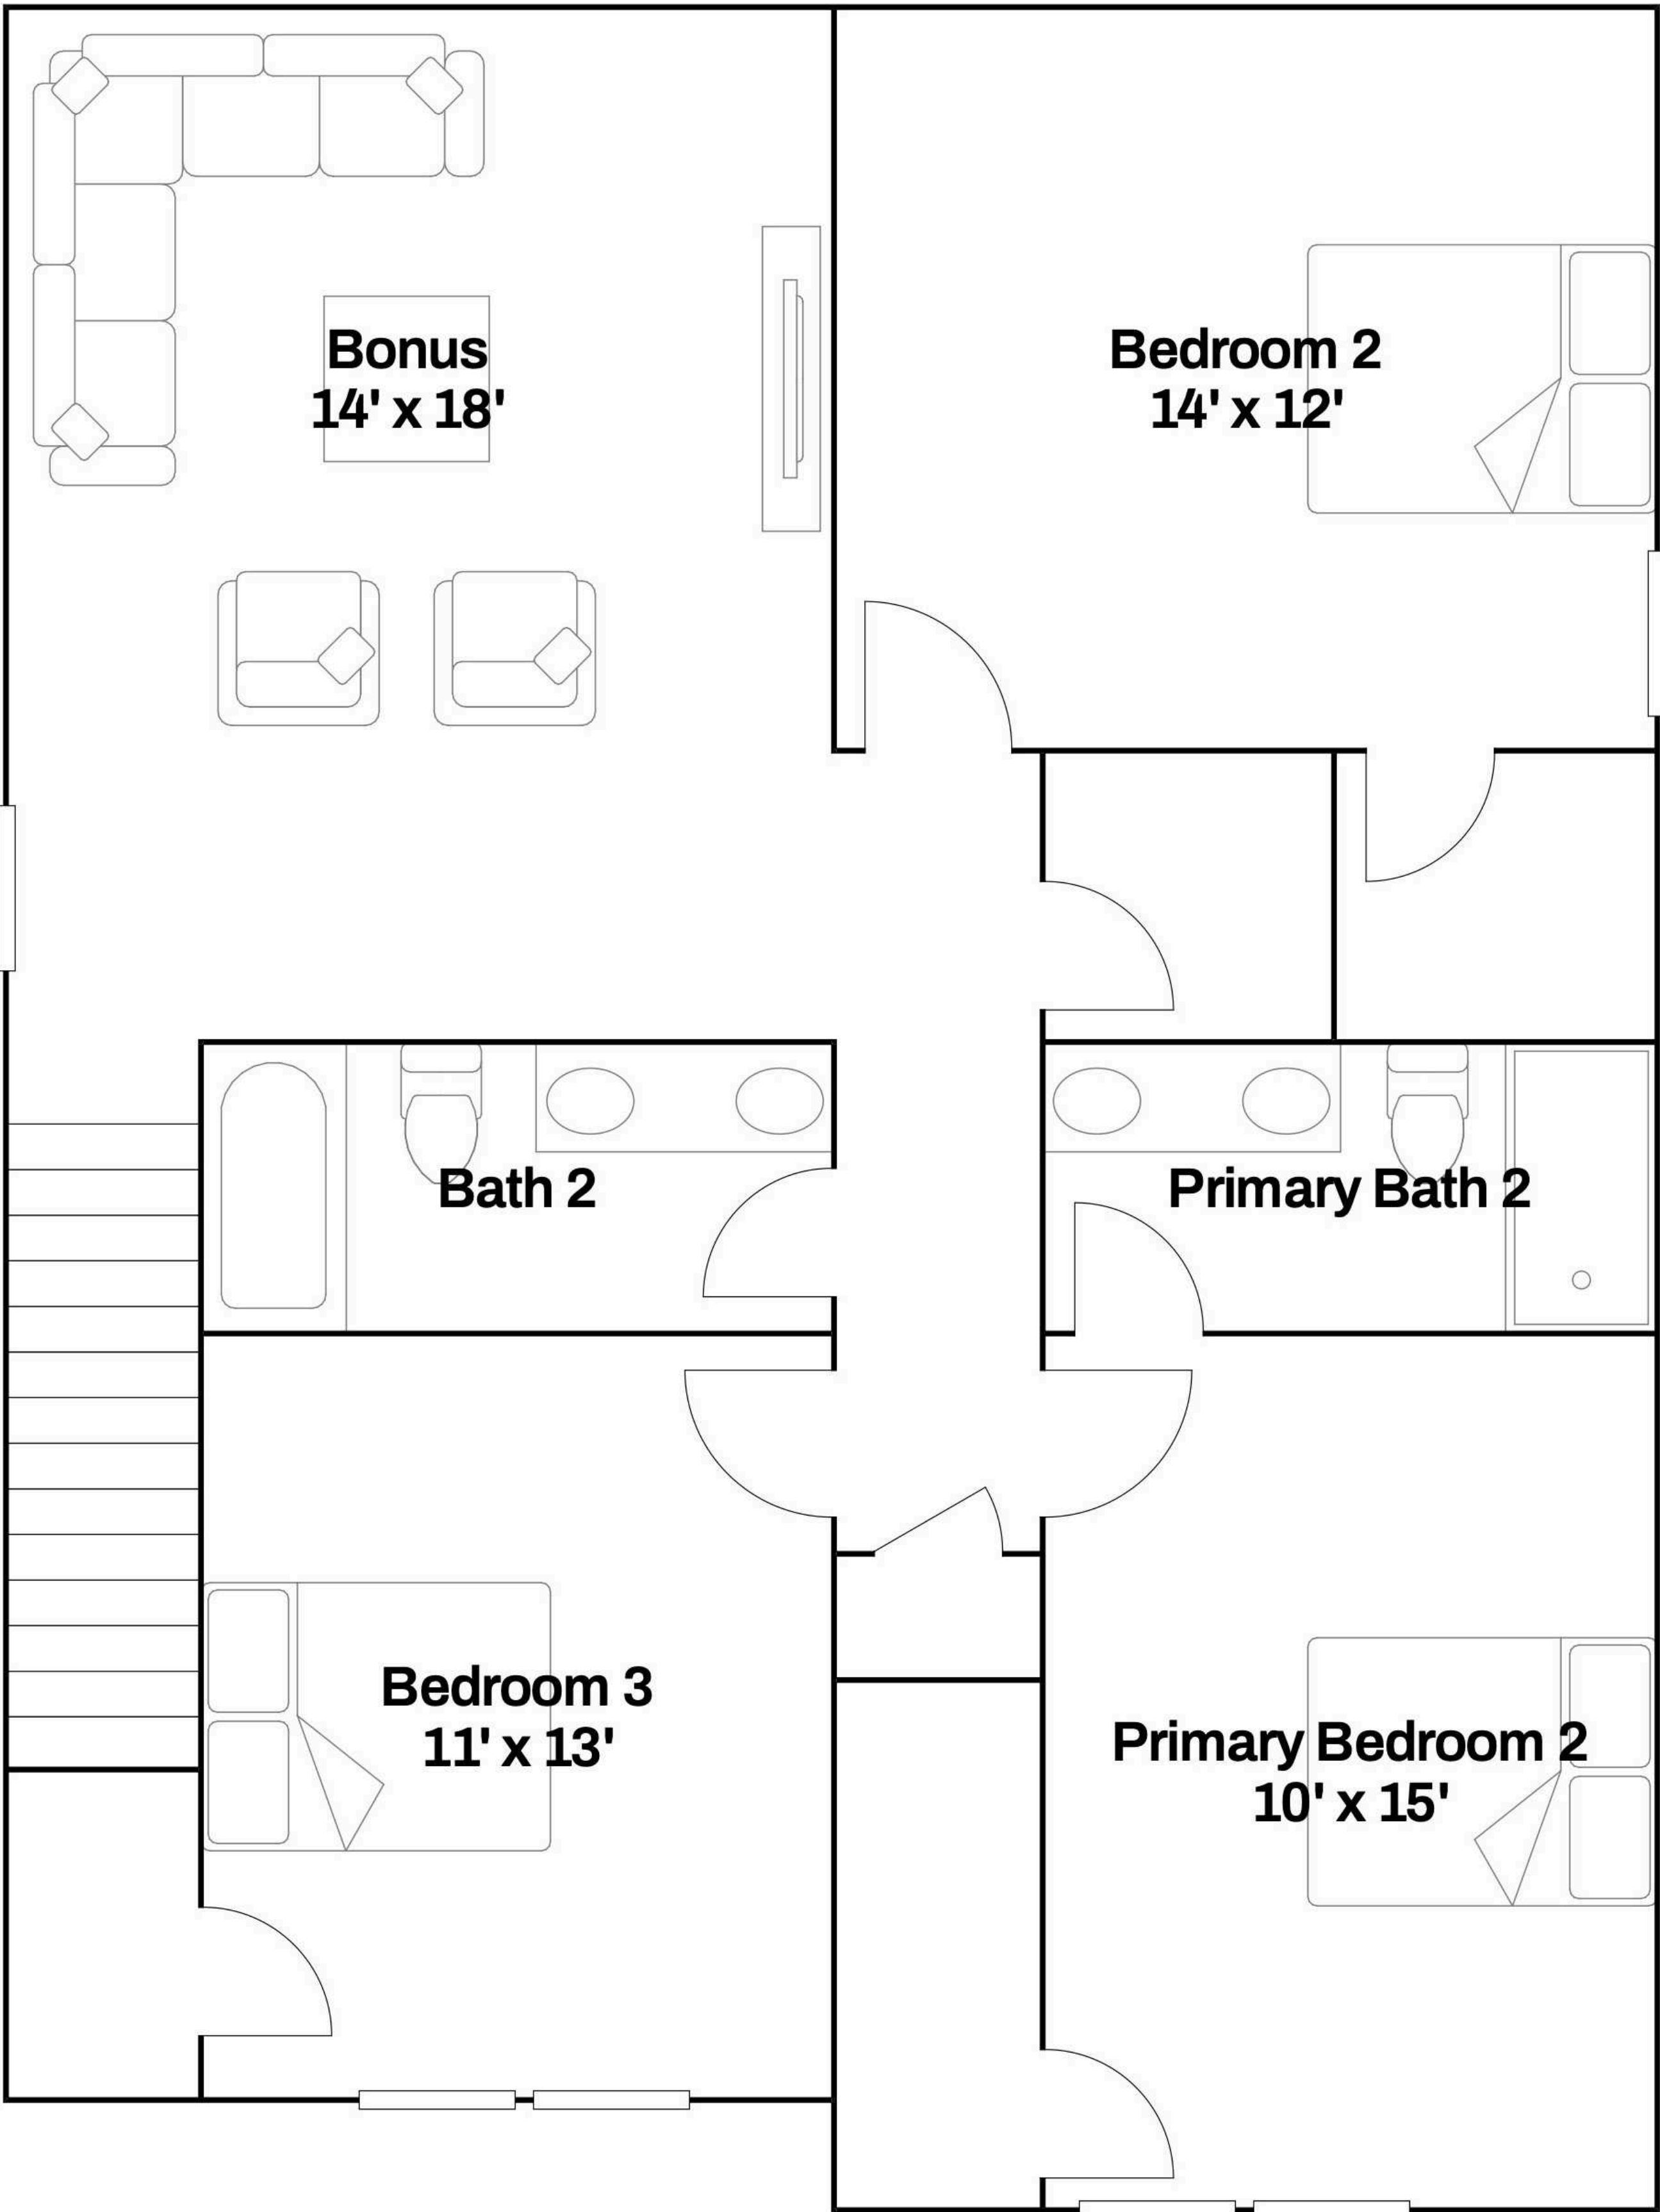 Bonus
14' x 18'
Bedroom 2
14' x 12'
Bath 2
Primary Bath 2
Bedroom 3
11' x 13'
Primary Bedroom 2
10' x 15'